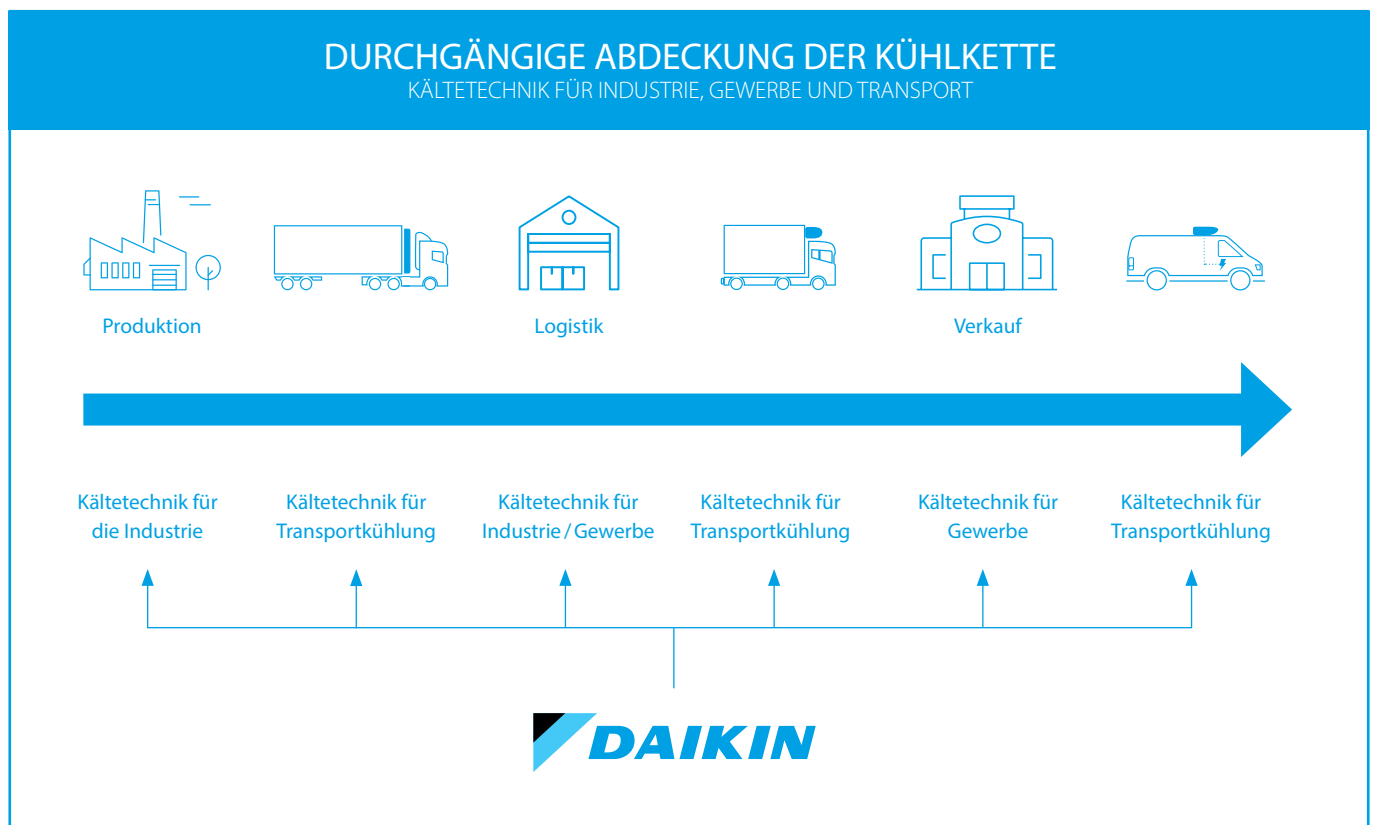 DURCHGÄNGIGE ABDECKUNG DER KÜHLKETTE
KÄLTETECHNIK FÜR INDUSTRIE, GEWERBE UND TRANSPORT
Produktion
Logistik
Verkauf
Kältetechnik für
die Industrie
Kältetechnik für
Transportkühlung
Kältetechnik für
Industrie / Gewerbe
Kältetechnik für
Transportkühlung
Kältetechnik für
Gewerbe
Kältetechnik für
Transportkühlung
DAIKIN